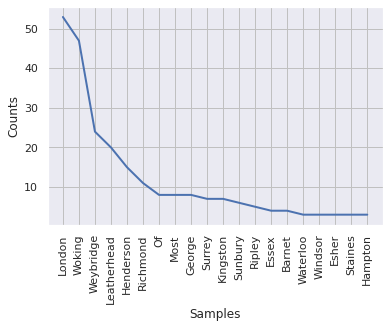 50
40
30
20
10
Counts
London
Woking
Weybridge
Leatherhead
Henderson
Richmond
Of
Most
George
Surrey
Kingston
Sunbury
Ripley
Essex
Barnet
Waterloo
Windsor
Esher
Staines
Hampton
Samples